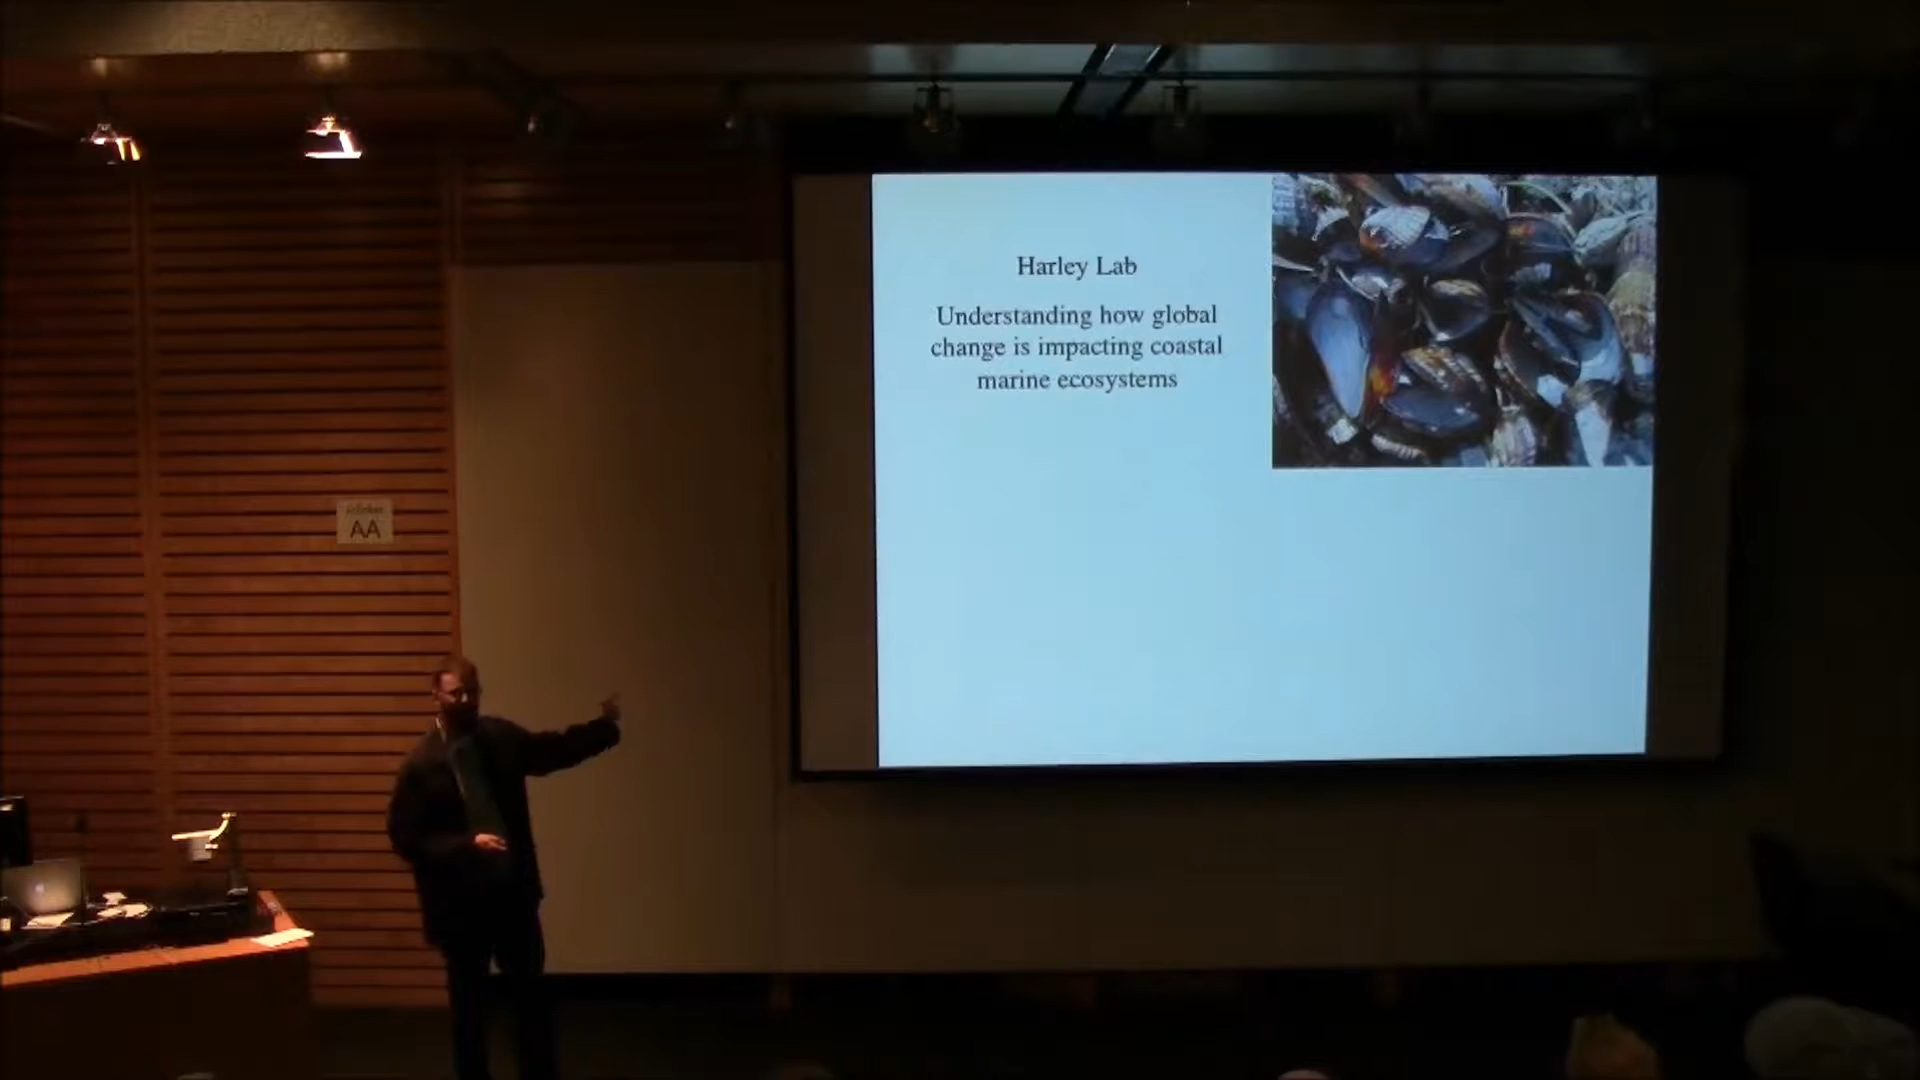 Harley Lab
Understanding how global
change is impacting coastal
marine ecosystems
AA